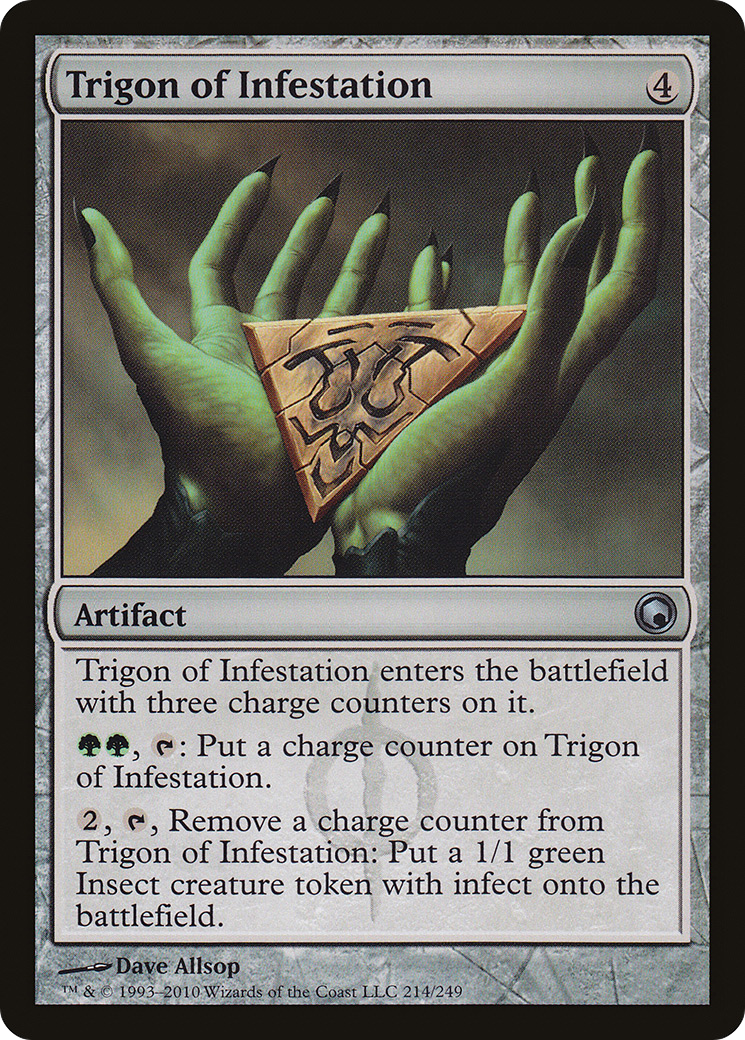 Trigon of Infestation 4
Artifact
Trigon of Infestation enters the battlefield
with three charge counters on it.
, : Put a charge counter on Trigon
of Infestation.
2, , Remove a charge counter from
Trigon of Infestation: Put a 1/1 green
Insect creature token with infect onto the
battlefield.
Dave Allsop
™ & © 1993–2010 Wizards of the Coast LLC 214/249